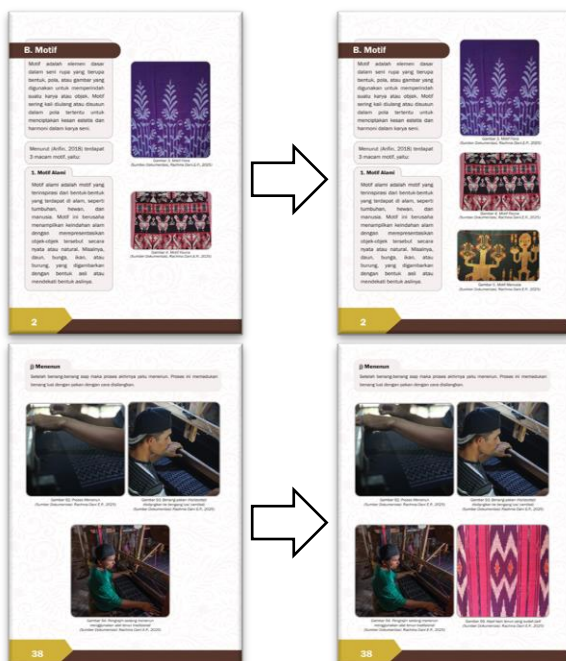 B. Motif
Motif adalah elemen dasar
dalam seni rupa yang berupa
bentuk, pola, atau gambar yang
digunakan untuk memperindah
suatu karya atau objek. Motif
sering kali diulang atau disusun
dalam pola tertentu untuk
menciptakan kesan estetis dan
harmoni dalam karya seni.
Menurut (Arifin, 2018) terdapat
3 macam motif, yaitu:
1. Motif Alami
Motif alami adalah motif yang
terinspirasi dari bentuk-bentuk
yang terdapat di alam, seperti
tumbuhan, hewan, dan
manusia. Motif ini berusaha
menampilkan keindahan alam
dengan merepresentasikan
objek-objek tersebut secara
nyata atau natural. Misalnya,
daun, bunga, ikan, atau
burung, yang digambarkan
dengan bentuk asli atau
mendekati bentuk aslinya.
2
B. Motif
Motif adalah elemen dasar
dalam seni rupa yang berupa
bentuk, pola, atau gambar yang
digunakan untuk memperindah
suatu karya atau objek. Motif
sering kali diulang atau disusun
dalam pola tertentu untuk
menciptakan kesan estetis dan
harmoni dalam karya seni.
Menurut (Arifin, 2018) terdapat
3 macam motif, yaitu:
1. Motif Alami
Motif alami adalah motif yang
terinspirasi dari bentuk-bentuk
yang terdapat di alam, seperti
tumbuhan, hewan, dan
manusia. Motif ini berusaha
menampilkan keindahan alam
dengan merepresentasikan
objek-objek tersebut secara
nyata atau natural. Misalnya,
daun, bunga, ikan, atau
burung, yang digambarkan
dengan bentuk asli atau
mendekati bentuk aslinya.
2
j) Menenun
Setelah benang-benang siap maka proses akhirnya yaitu menenun. Proses ini memadukan
benang lusi dengan pakan dengan cara disilangkan.
38
j) Menenun
Setelah benang-benang siap maka proses akhirnya yaitu menenun. Proses ini memadukan
benang lusi dengan pakan dengan cara disilangkan.
38